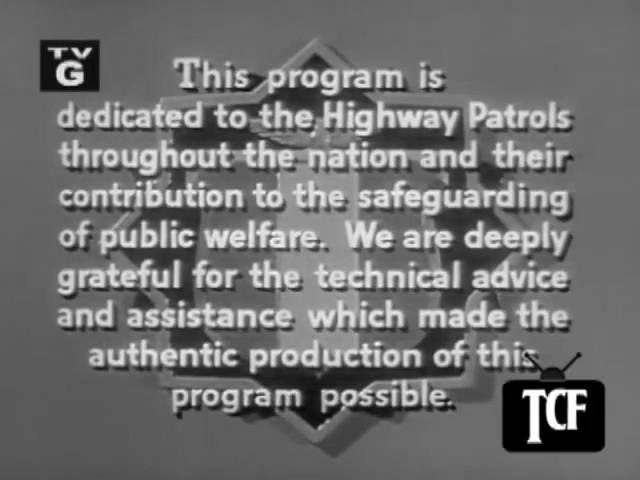 TV
G
This program is
dedicated to the Highway Patrols
throughout the nation and their
contribution to the safeguarding
of public welfare. We are deeply
grateful for the technical advice
and assistance which made the
authentic production of this
program possible.
TCF